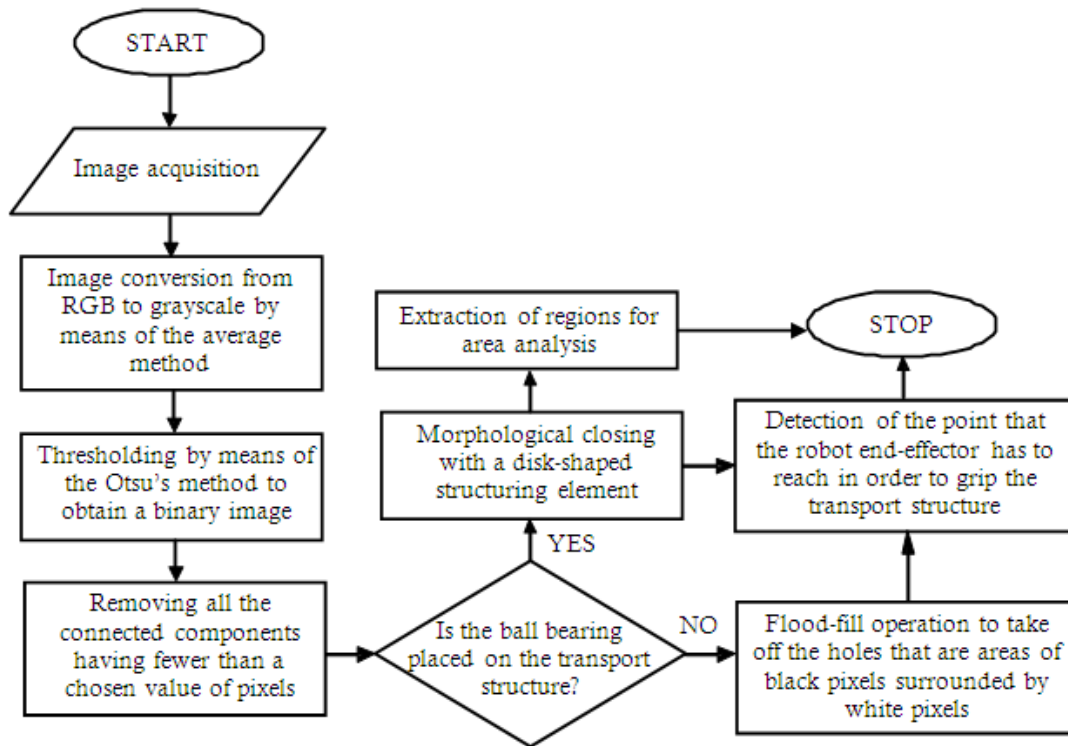 START
Image acquisition
Image conversion from
RGB to grayscale by
means of the average
method
Thresholding by means of
the Otsu's method to
obtain a binary image
Removing all the
connected components
having fewer than a
chosen value of pixels
Is the ball bearing
placed on the transport
structure?
YES
Morphological closing
with a disk-shaped
structuring element
Extraction of regions for
area analysis
NO
Flood-fill operation to take
off the holes that are areas of
black pixels surrounded by
white pixels
Detection of the point that
the robot end-effector has to
reach in order to grip the
transport structure
STOP